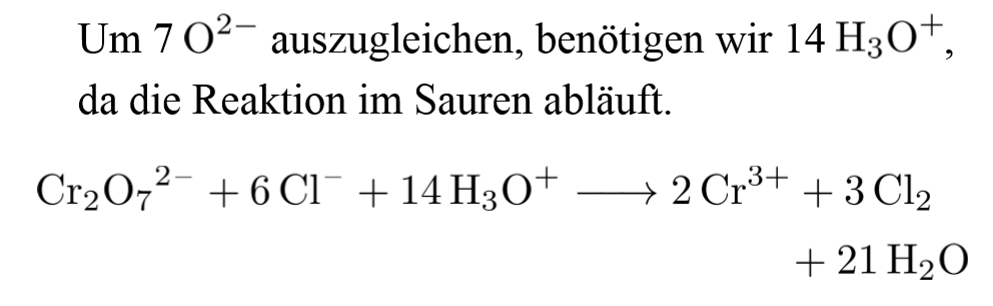 Um 7 O²⁻ auszugleichen, benötigen wir 14 H₃O⁺,
da die Reaktion im Sauren abläuft.
Cr₂O₇²⁻ + 6 Cl⁻ + 14 H₃O⁺ ⟶ 2 Cr³⁺ + 3 Cl₂
+ 21 H₂O